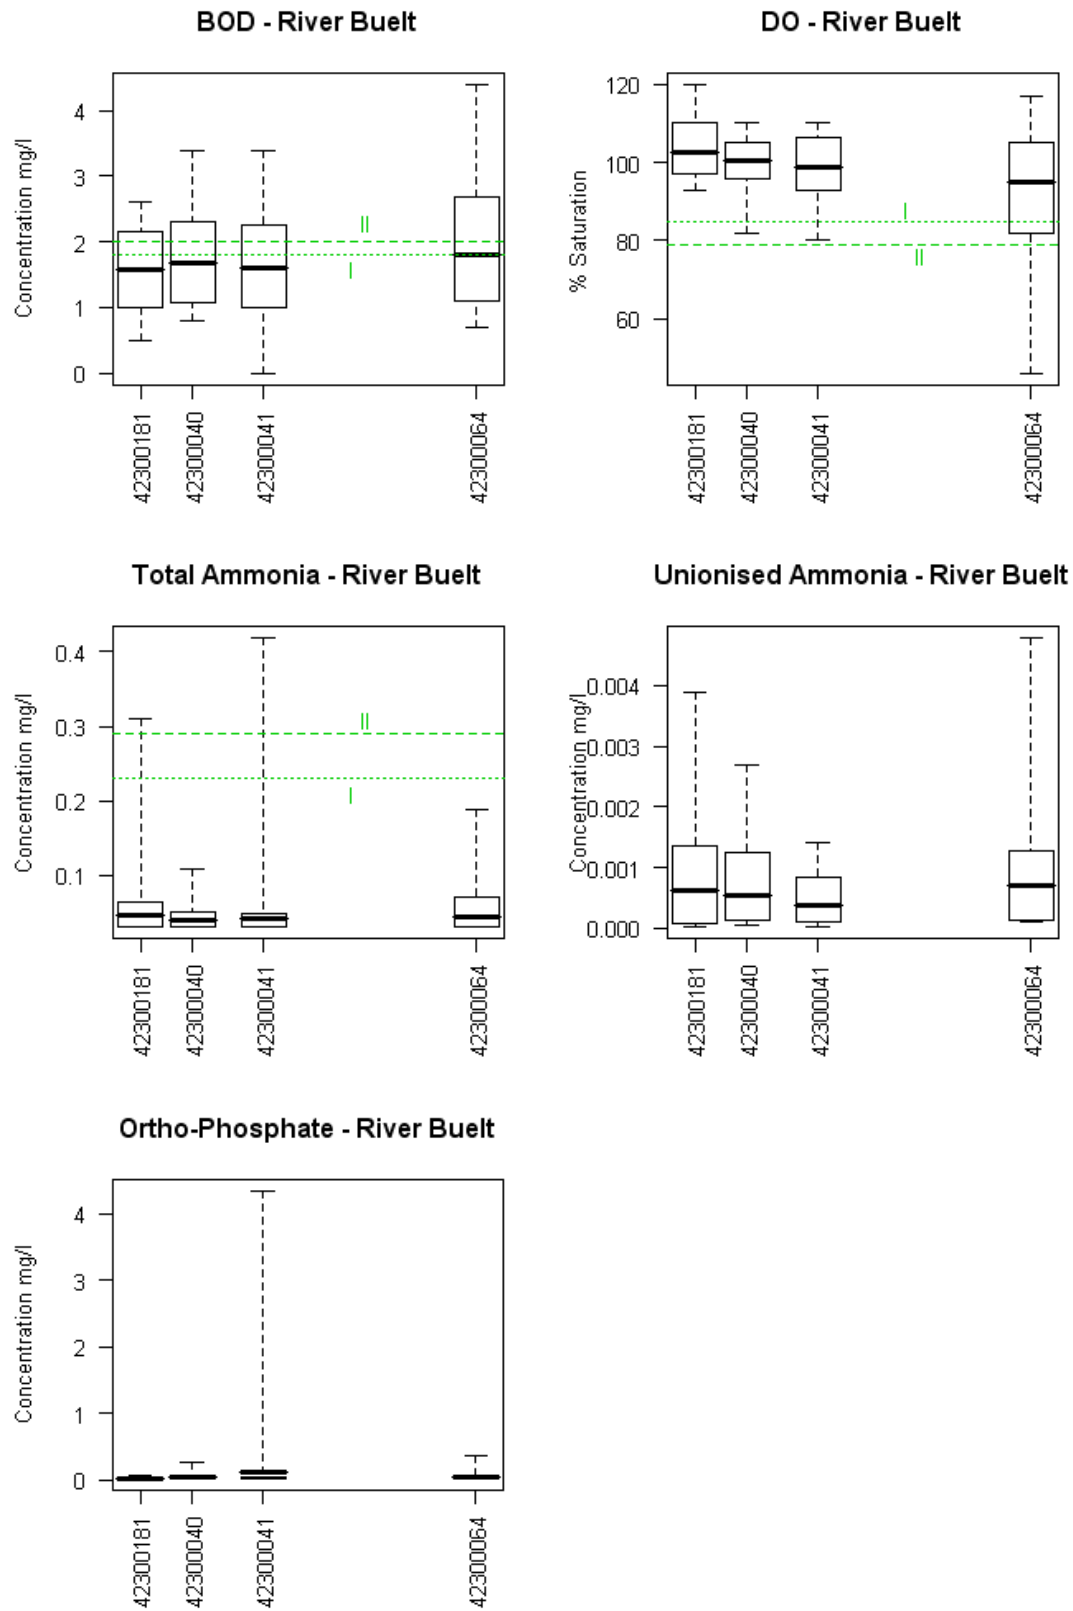 BOD - River Buelt
Concentration mg/l
4
3
2
1
0
II
I
42300181
42300040
42300041
42300064
DO - River Buelt
% Saturation
120
100
80
60
I
II
42300181
42300040
42300041
42300064
Total Ammonia - River Buelt
Concentration mg/l
0.4
0.3
0.2
0.1
II
I
42300181
42300040
42300041
42300064
Unionised Ammonia - River Buelt
Concentration mg/l
0.004
0.003
0.002
0.001
0.000
42300181
42300040
42300041
42300064
Ortho-Phosphate - River Buelt
Concentration mg/l
4
3
2
1
0
42300181
42300040
42300041
42300064